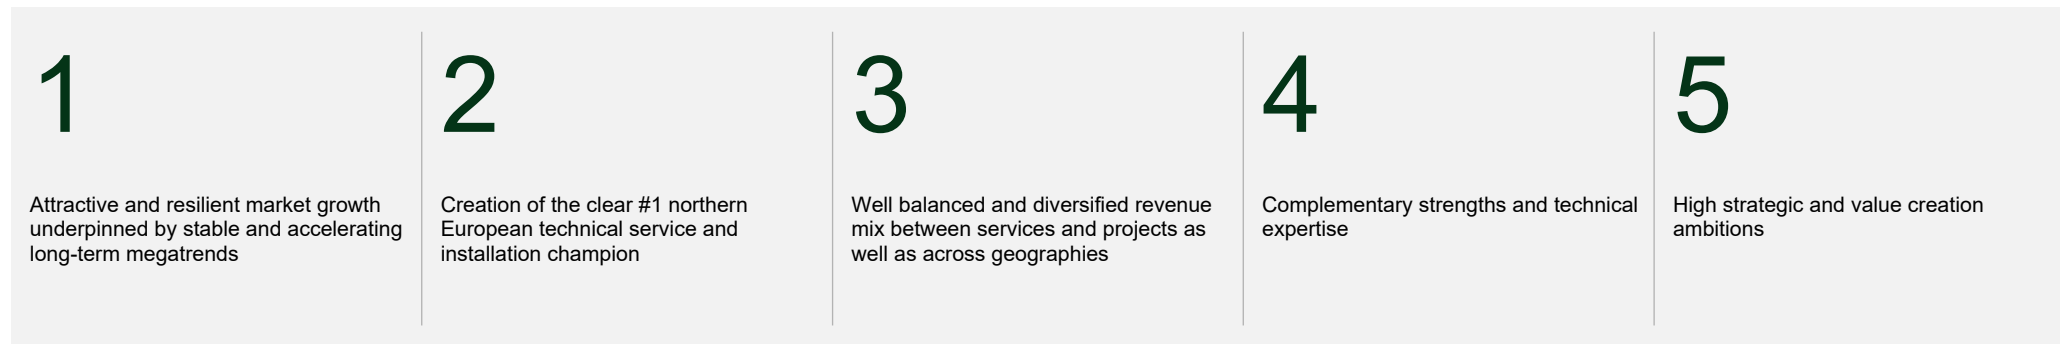 1
Attractive and resilient market growth
underpinned by stable and accelerating
long-term megatrends
2
Creation of the clear #1 northern
European technical service and
installation champion
3
Well balanced and diversified revenue
mix between services and projects as
well as across geographies
4
Complementary strengths and technical
expertise
5
High strategic and value creation
ambitions